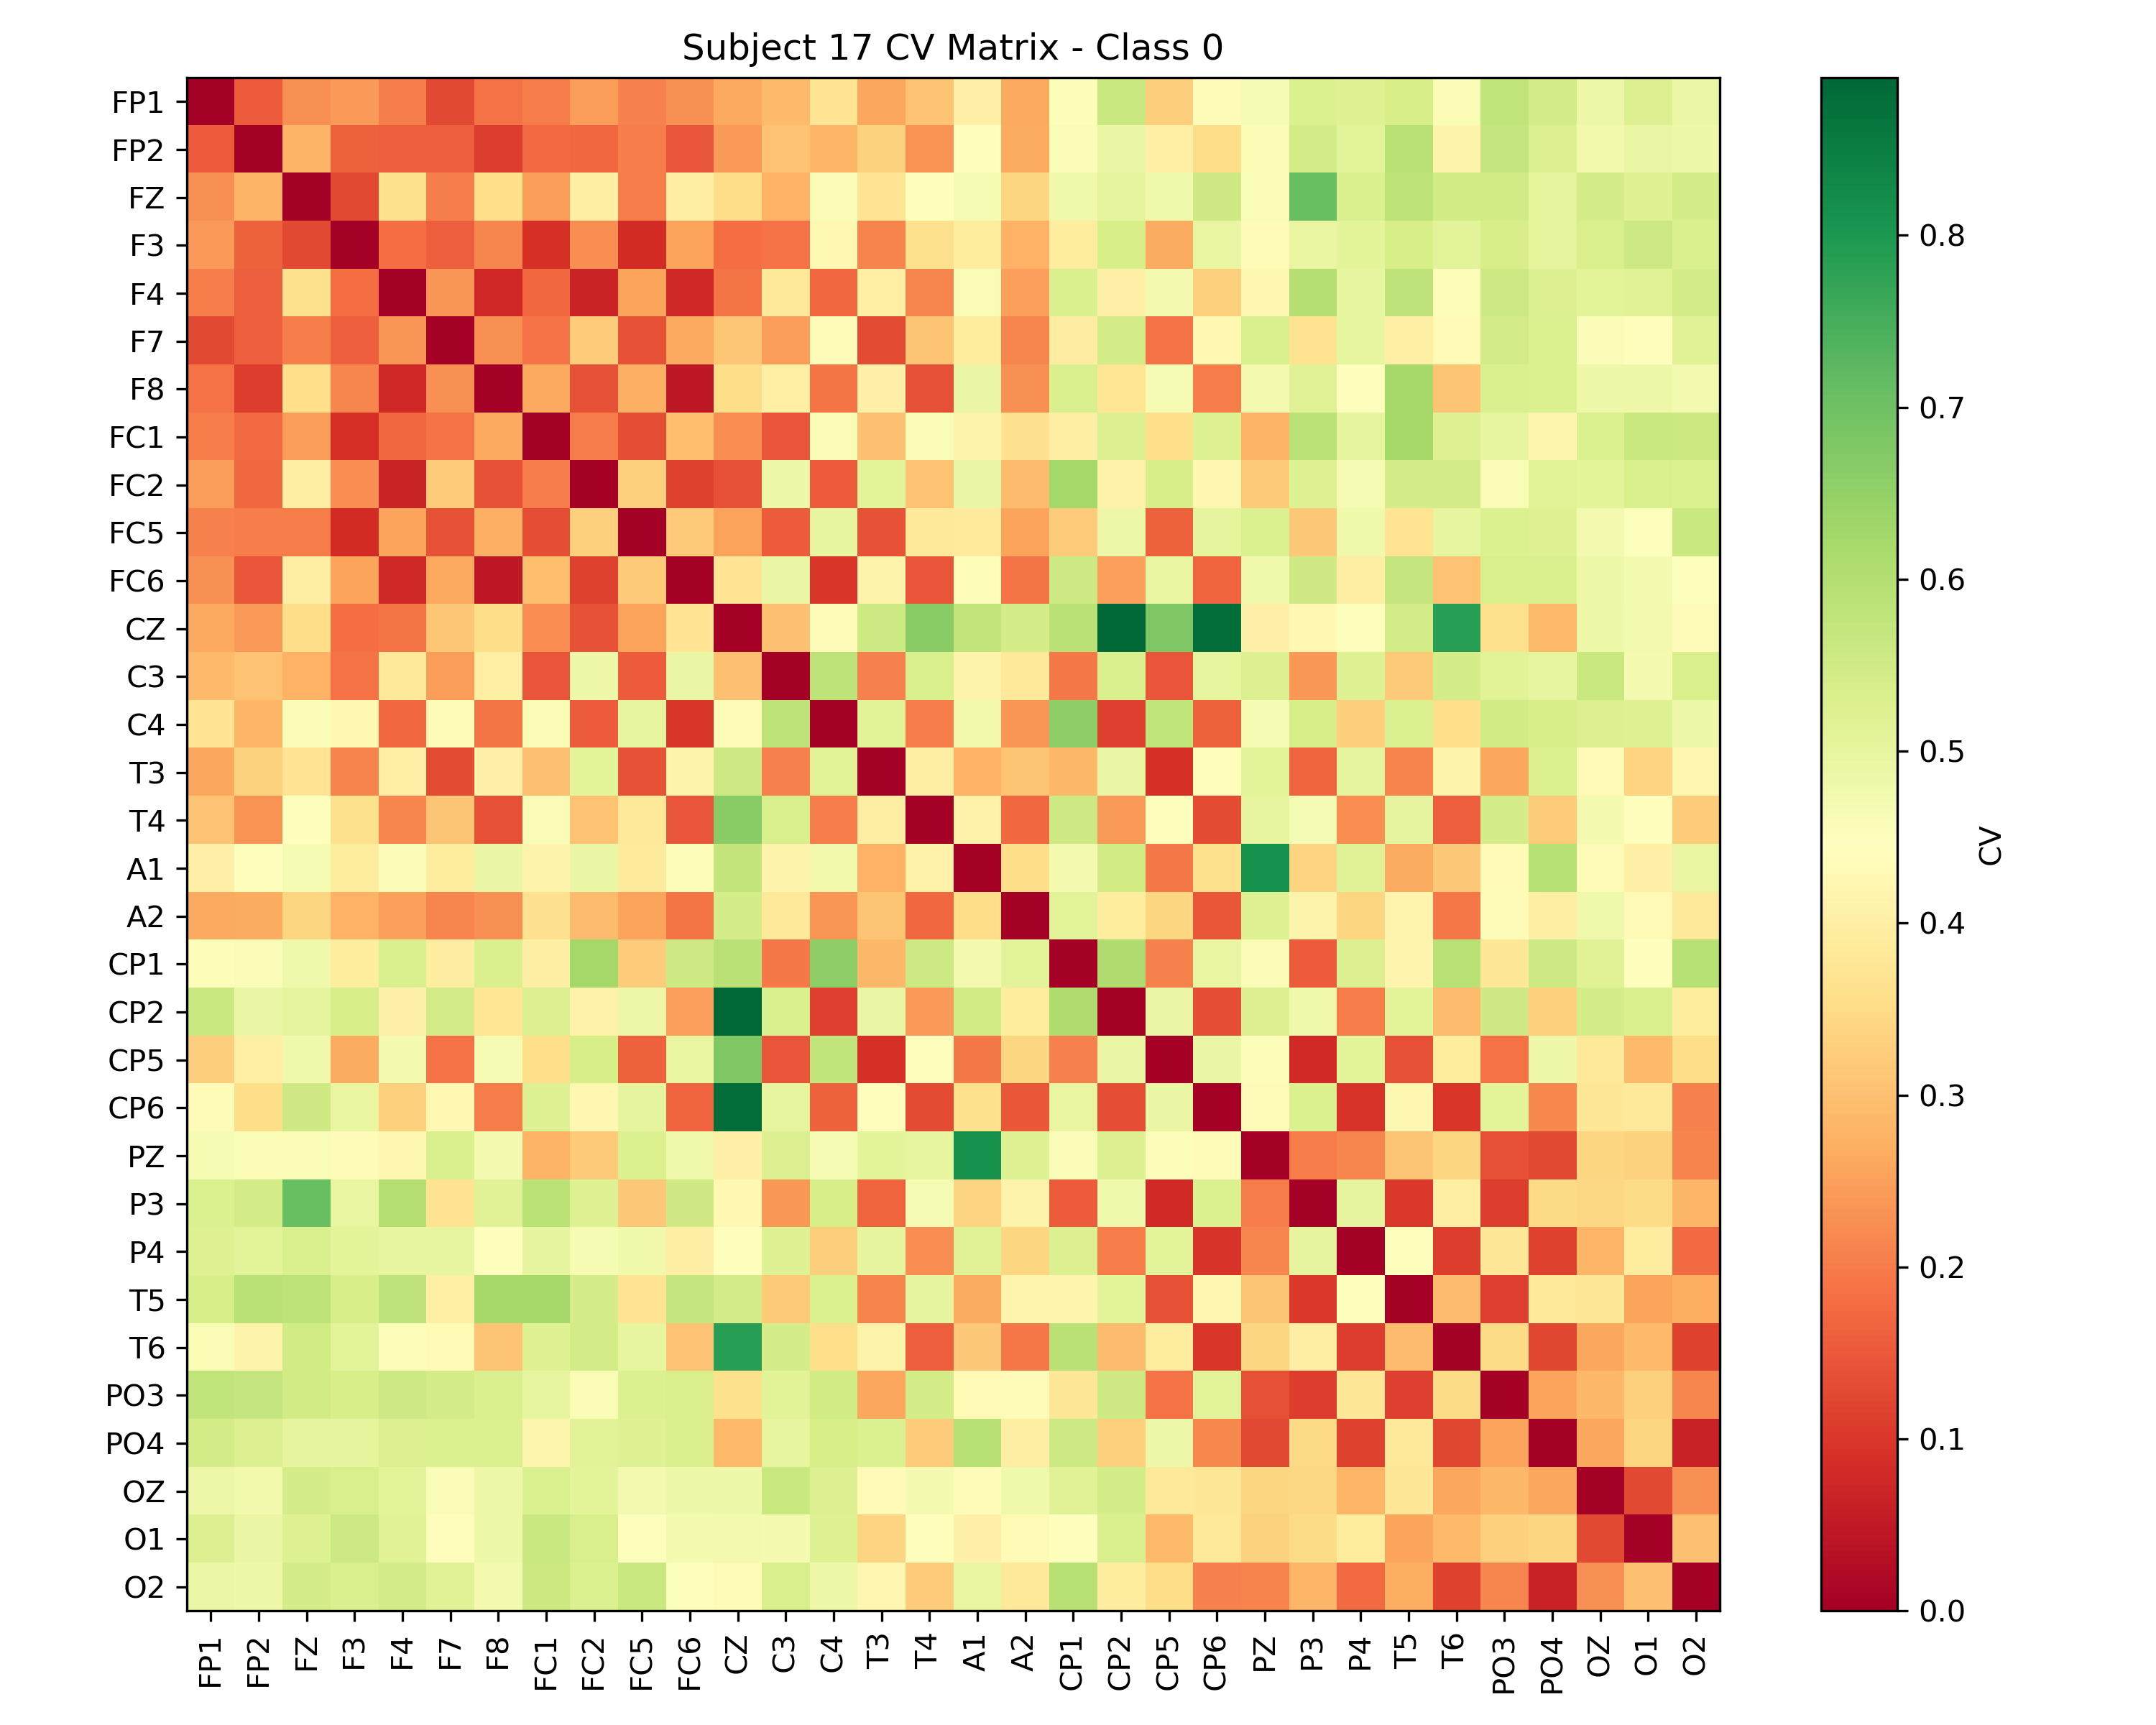 Subject 17 CV Matrix - Class 0
FP1
FP2
FZ
F3
F4
F7
F8
FC1
FC2
FC5
FC6
CZ
C3
C4
T3
T4
A1
A2
CP1
CP2
CP5
CP6
PZ
P3
P4
T5
T6
PO3
PO4
OZ
O1
O2
FP1 FP2 FZ F3 F4 F7 F8 FC1 FC2 FC5 FC6 CZ C3 C4 T3 T4 A1 A2 CP1 CP2 CP5 CP6 PZ P3 P4 T5 T6 PO3 PO4 OZ O1 O2
0.8
0.7
0.6
0.5
0.4
0.3
0.2
0.1
0.0
CV